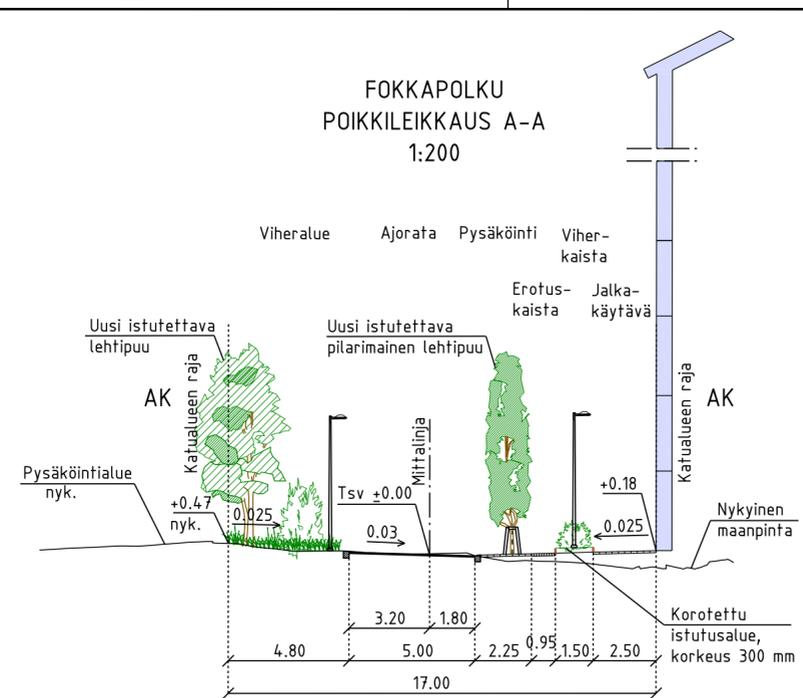 FOKKAPOLKU
POIKKILEIKKAUS A-A
1:200
Viheralue
Ajorata
Pysäköinti
Viher-
kaista
Erotus-
kaista
Jalka-
käytävä
Uusi istutettava
lehtipuu
Uusi istutettava
pilarimainen lehtipuu
Katualueen raja
AK
Mittalinja
Katualueen raja
AK
Pysäköintialue
nyk.
+0.47
nyk.
0.025
Tsv ±0.00
0.03
+0.18
0.025
Nykyinen
maanpinta
Korotettu
istutusalue,
korkeus 300 mm
3.20
1.80
4.80
5.00
2.25
0.95
1.50
2.50
17.00